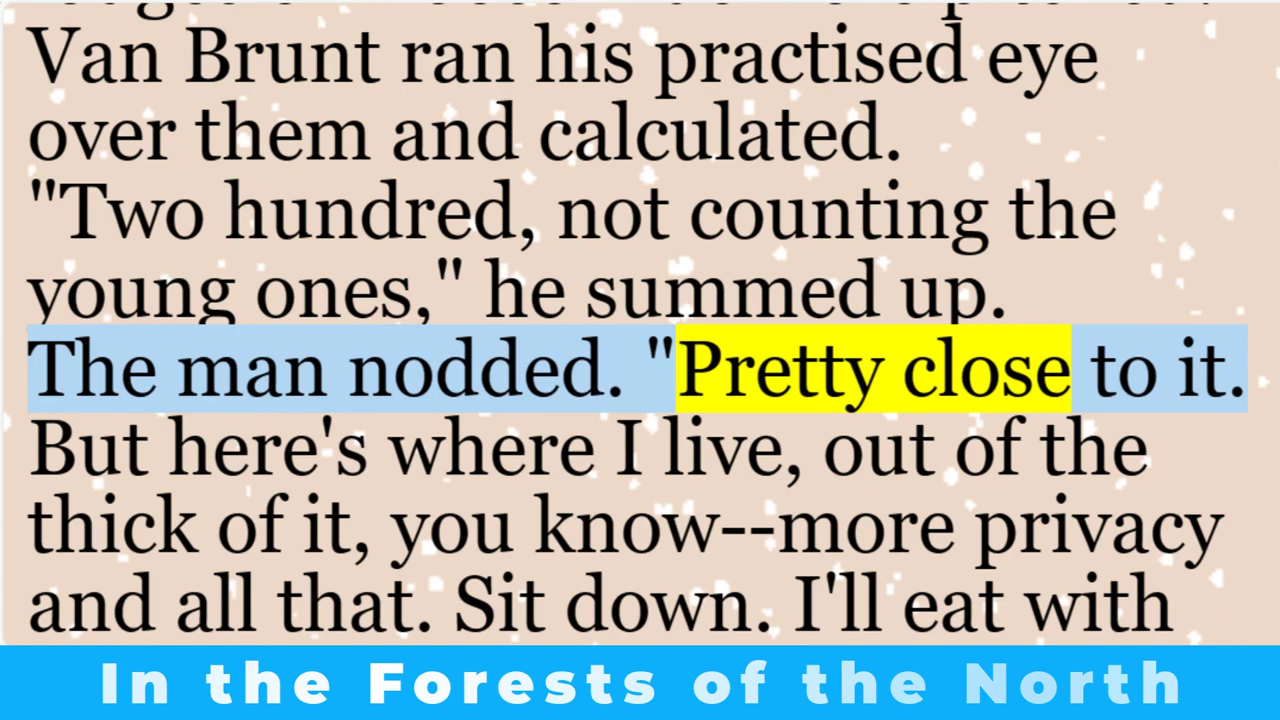 Van Brunt ran his practised eye
over them and calculated.
"Two hundred, not counting the
young ones," he summed up.
The man nodded. "Pretty close to it.
But here's where I live, out of the
thick of it, you know--more privacy
and all that. Sit down. I'll eat with
In the Forests of the North